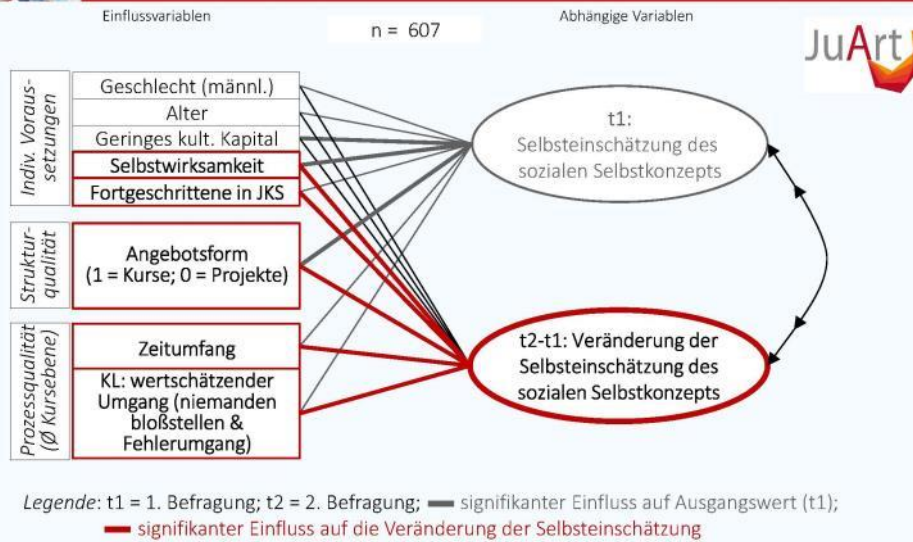 Einflussvariablen
n = 607
Abhängige Variablen
JuArt
Indiv. Voraus-
setzungen
Geschlecht (männl.)
Alter
Geringes kult. Kapital
Selbstwirksamkeit
Fortgeschrittene in JKS
t1:
Selbsteinschätzung des
sozialen Selbstkonzepts
Struktur-
qualität
Angebotsform
(1 = Kurse; 0 = Projekte)
Prozessqualität
(Ø Kursebene)
Zeitumfang
KL: wertschätzender
Umgang (niemanden
bloßstellen &
Fehlerumgang)
t2-t1: Veränderung der
Selbsteinschätzung des
sozialen Selbstkonzepts
Legende: t1 = 1. Befragung; t2 = 2. Befragung; signifikanter Einfluss auf Ausgangswert (t1);
signifikanter Einfluss auf die Veränderung der Selbsteinschätzung